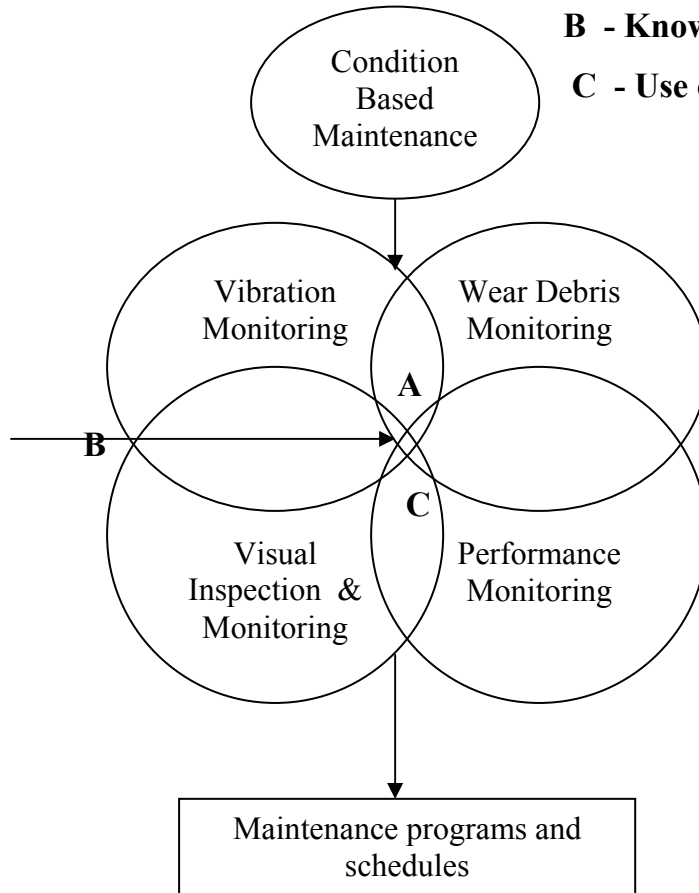 B - Know
C - Use
Condition
Based
Maintenance
Vibration
Monitoring
Wear Debris
Monitoring
A
B
C
Visual
Inspection &
Monitoring
Performance
Monitoring
Maintenance programs and
schedules